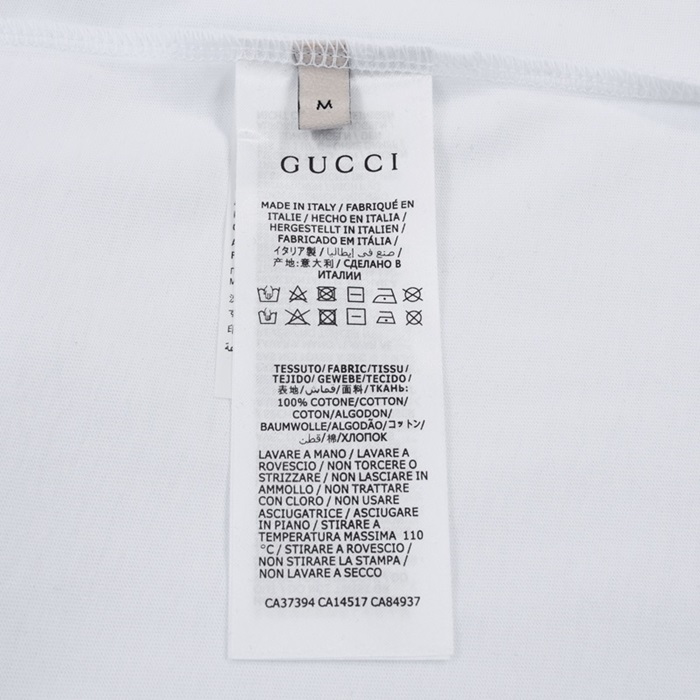 M
GUCCI
MADE IN ITALY / FABRIQUÉ EN
ITALIE / HECHO EN ITALIA /
HERGESTELLT IN ITALIEN /
FABRICADO EM ITÁLIA /
イタリア製 / صنع في إيطاليا /
产地:意大利 / СДЕЛАНО В
ИТАЛИИ
TESSUTO/FABRIC/TISSU/
TEJIDO/ GEWEBE/TECIDO/
表地/قماش/面料/ТКАНЬ:
100% COTONE/COTTON/
COTON/ALGODON/
BAUMWOLLE/ALGODÃO/コットン/
قطن/棉/ХЛОПОК
LAVARE A MANO / LAVARE A
ROVESCIO / NON TORCERE O
STRIZZARE / NON LASCIARE IN
AMMOLLO / NON TRATTARE
CON CLORO / NON USARE
ASCIUGATRICE / ASCIUGARE
IN PIANO / STIRARE A
TEMPERATURA MASSIMA 110
°C / STIRARE A ROVESCIO /
NON STIRARE LA STAMPA /
NON LAVARE A SECCO
CA37394 CA14517 CA84937